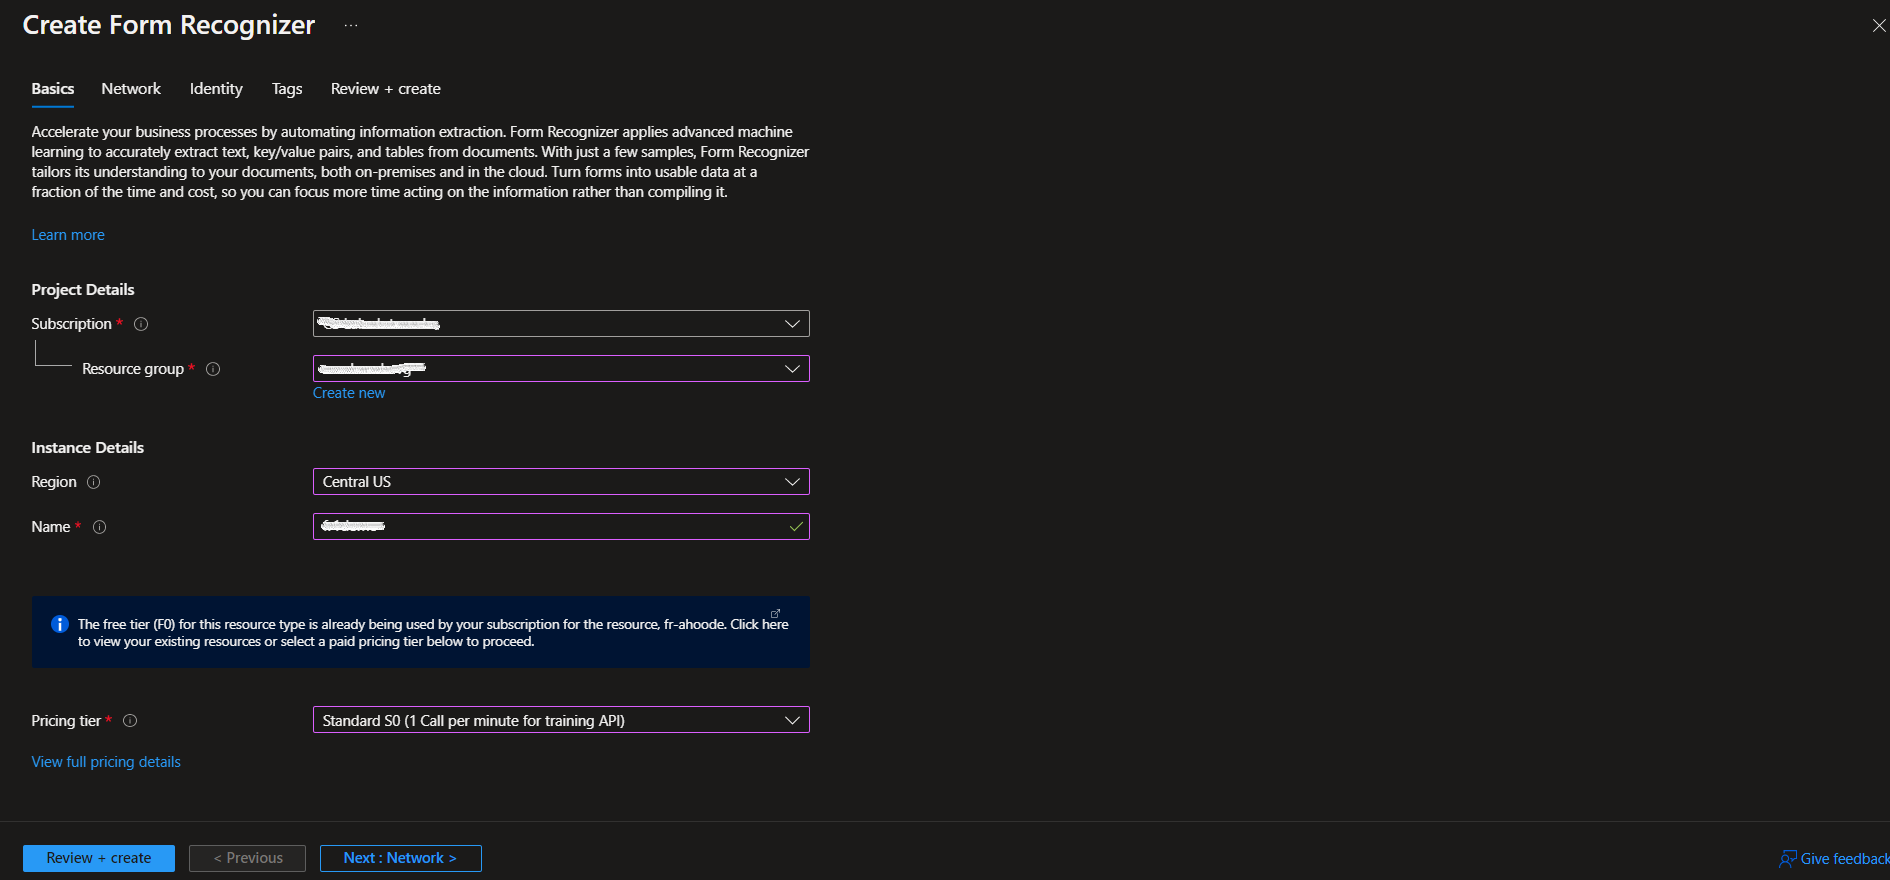 Create Form Recognizer ...
Basics Network Identity Tags Review + create
Accelerate your business processes by automating information extraction. Form Recognizer applies advanced machine
learning to accurately extract text, key/value pairs, and tables from documents. With just a few samples, Form Recognizer
tailors its understanding to your documents, both on-premises and in the cloud. Turn forms into usable data at a
fraction of the time and cost, so you can focus more time acting on the information rather than compiling it.
Learn more
Project Details
Subscription *
Resource group *
Create new
Instance Details
Region Central US
Name *
The free tier (F0) for this resource type is already being used by your subscription for the resource, fr-ahoode. Click here
to view your existing resources or select a paid pricing tier below to proceed.
Pricing tier * Standard S0 (1 Call per minute for training API)
View full pricing details
Review + create < Previous Next : Network > Give feedback